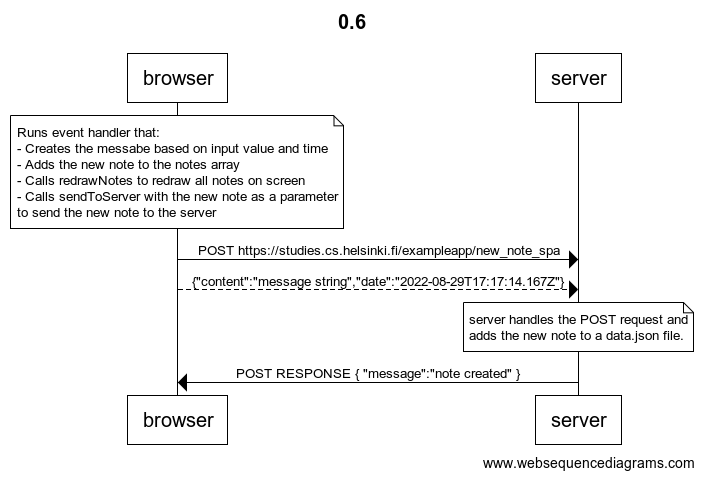 0.6
browser
server
Runs event handler that:
- Creates the messabe based on input value and time
- Adds the new note to the notes array
- Calls redrawNotes to redraw all notes on screen
- Calls sendToServer with the new note as a parameter
to send the new note to the server
POST https://studies.cs.helsinki.fi/exampleapp/new_note_spa
{"content":"message string","date":"2022-08-29T17:17:14.167Z"}
server handles the POST request and
adds the new note to a data.json file.
POST RESPONSE { "message":"note created" }
browser
server
www.websequencediagrams.com